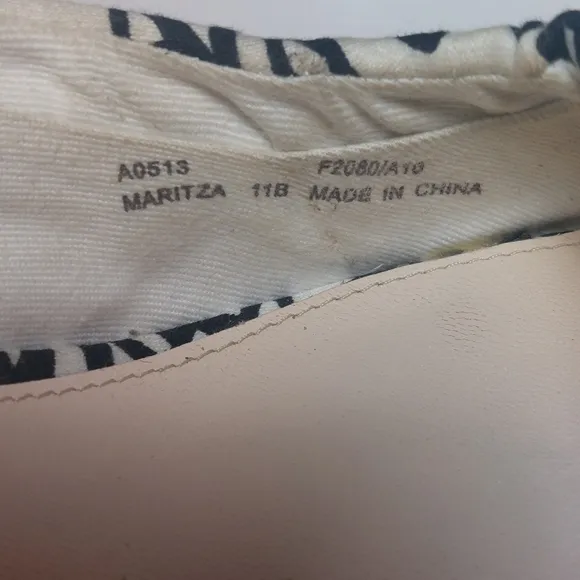 A0513 F2080/A10
MARITZA 11B MADE IN CHINA